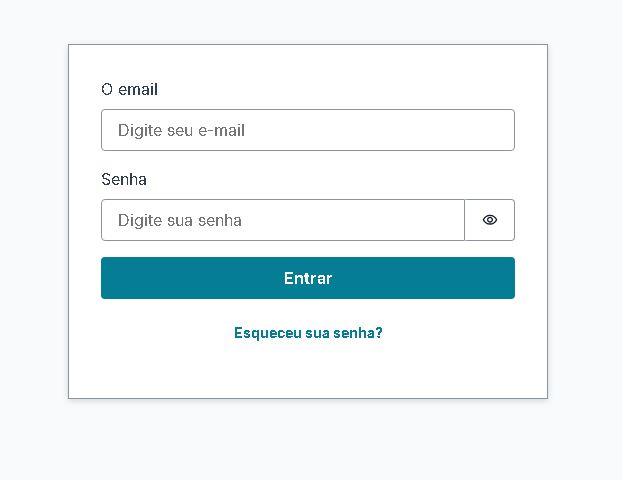 O email
Digite seu e-mail
Senha
Digite sua senha
Entrar
Esqueceu sua senha?